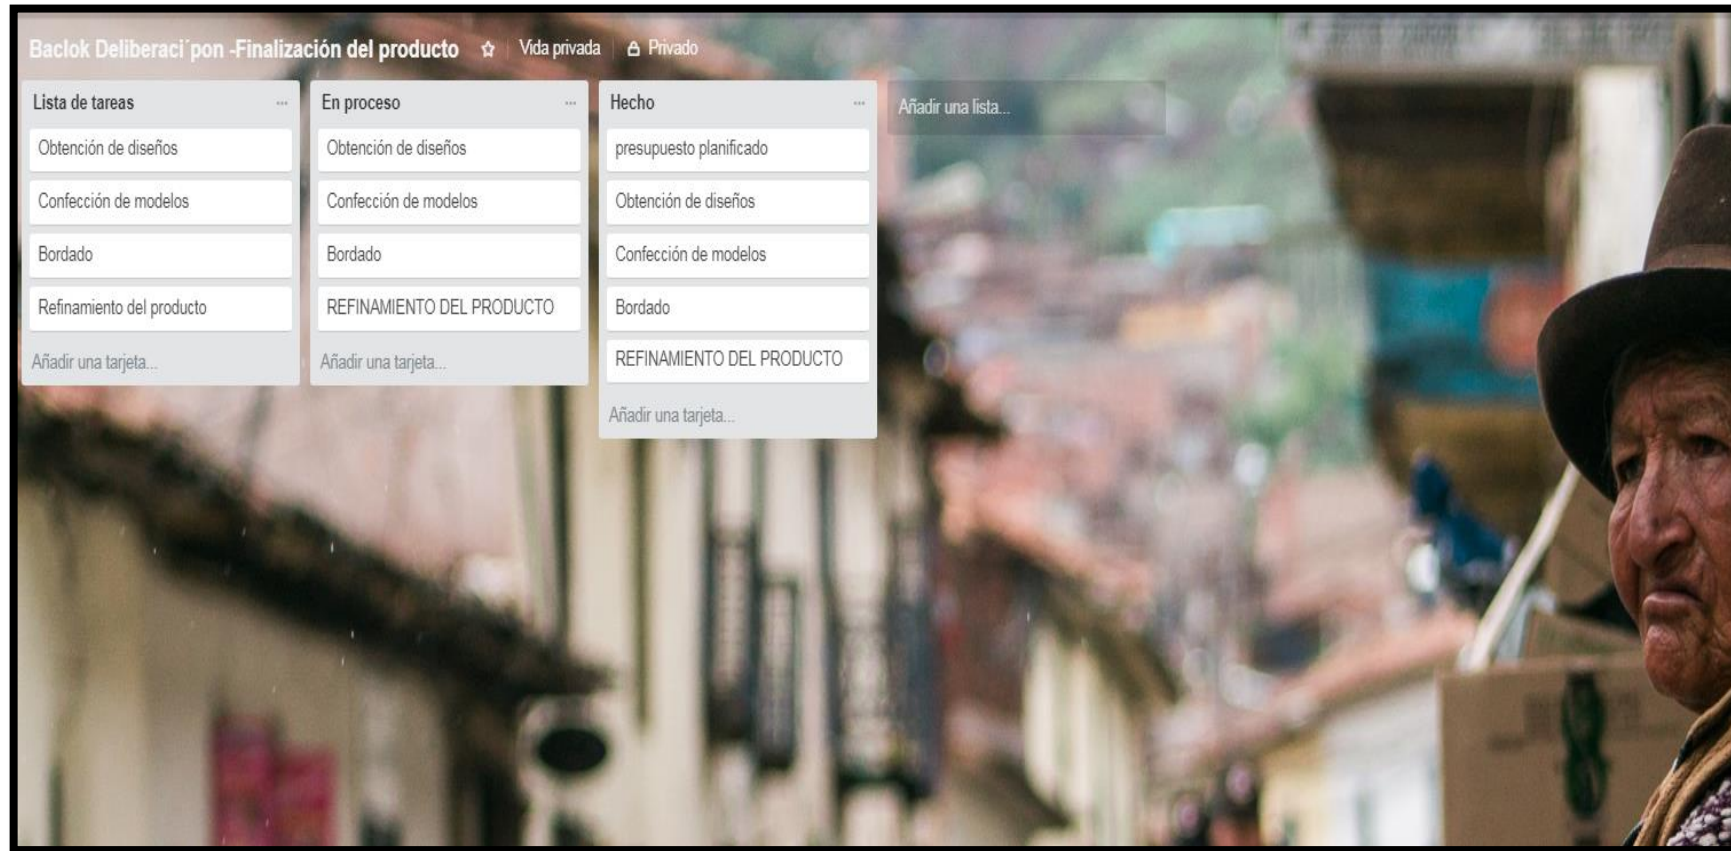 Baclok Deliberaci´pon -Finalización del producto Vida privada Privado
Lista de tareas
Obtención de diseños
Confección de modelos
Bordado
Refinamiento del producto
Añadir una tarjeta...
En proceso
Obtención de diseños
Confección de modelos
Bordado
REFINAMIENTO DEL PRODUCTO
Añadir una tarjeta...
Hecho
presupuesto planificado
Obtención de diseños
Confección de modelos
Bordado
REFINAMIENTO DEL PRODUCTO
Añadir una tarjeta...
Añadir una lista...